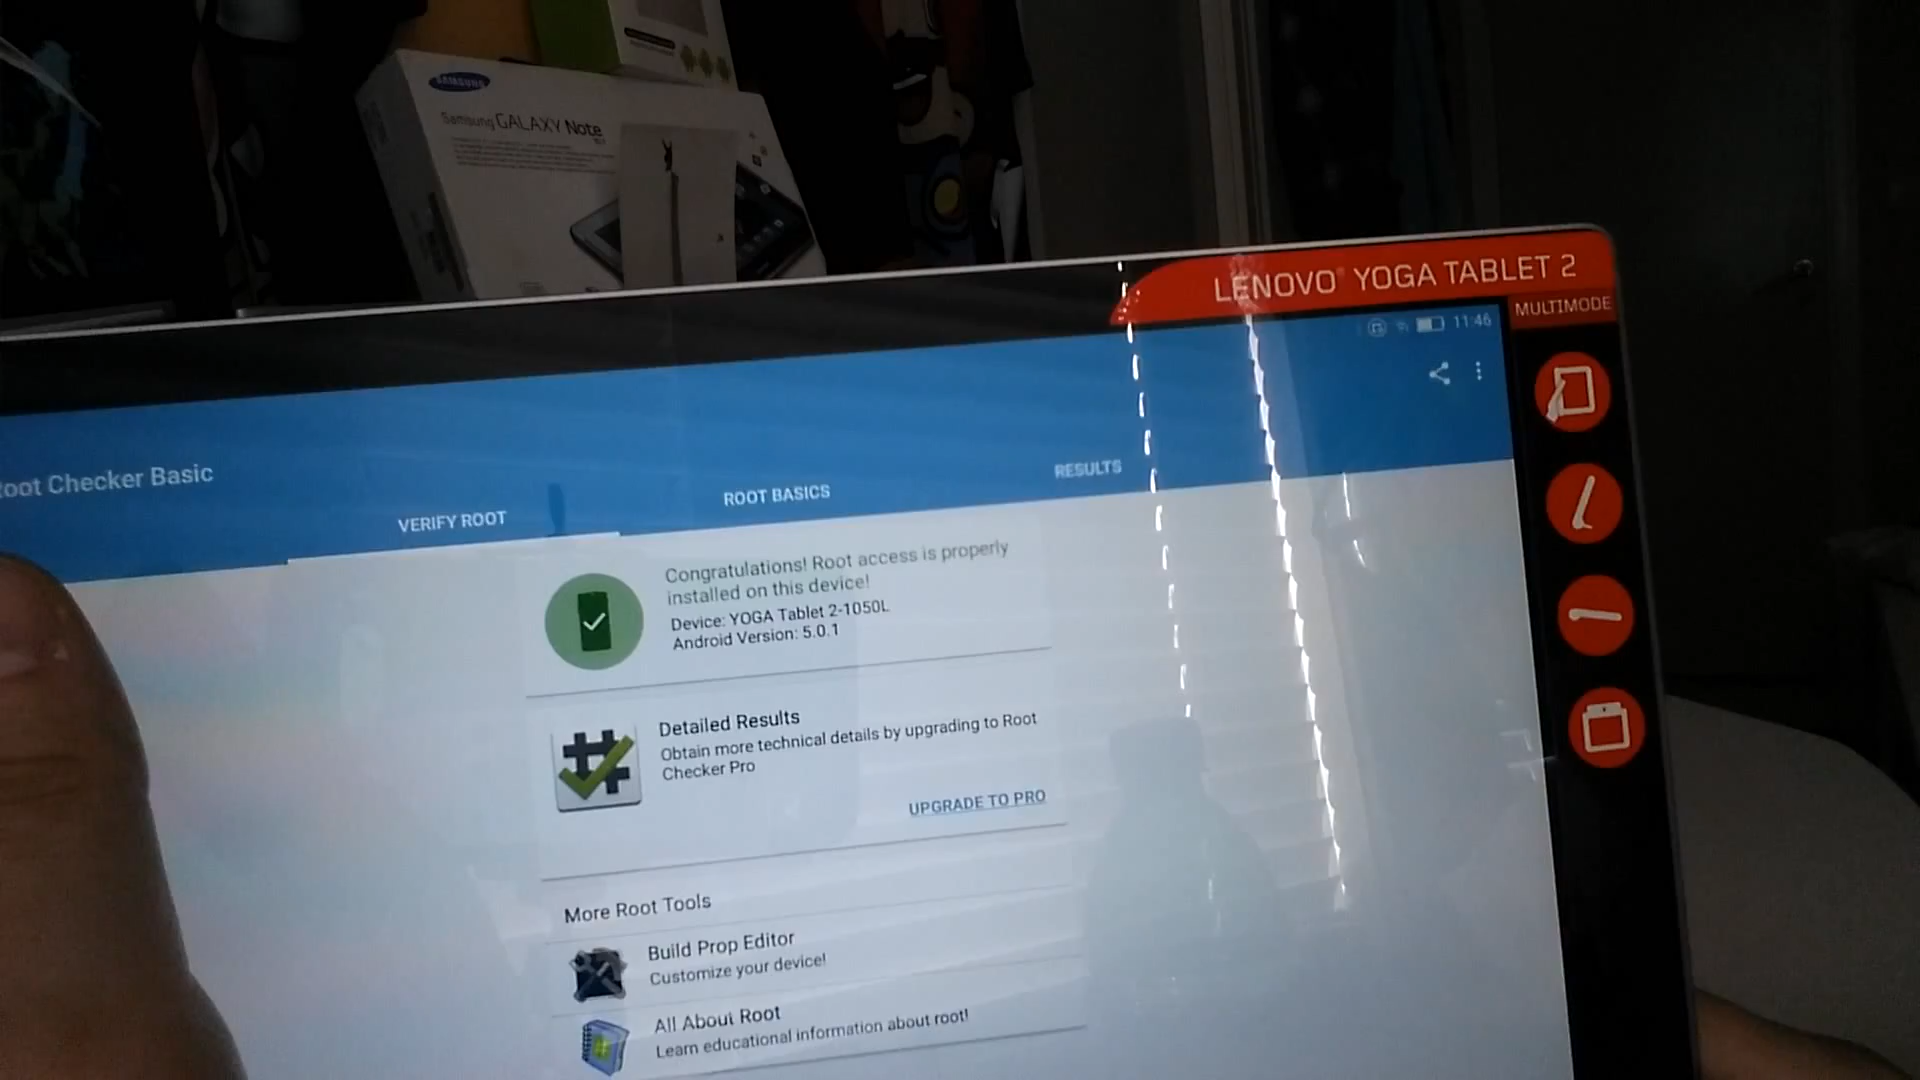 SAMSUNG
Samsung GALAXY Note
LENOVO® YOGA TABLET 2
MULTIMODE
11:46
Root Checker Basic
VERIFY ROOT
ROOT BASICS
RESULTS
Congratulations! Root access is properly
installed on this device!
Device: YOGA Tablet 2-1050L
Android Version: 5.0.1
Detailed Results
Obtain more technical details by upgrading to Root
Checker Pro
UPGRADE TO PRO
More Root Tools
Build Prop Editor
Customize your device!
All About Root
Learn educational information about root!